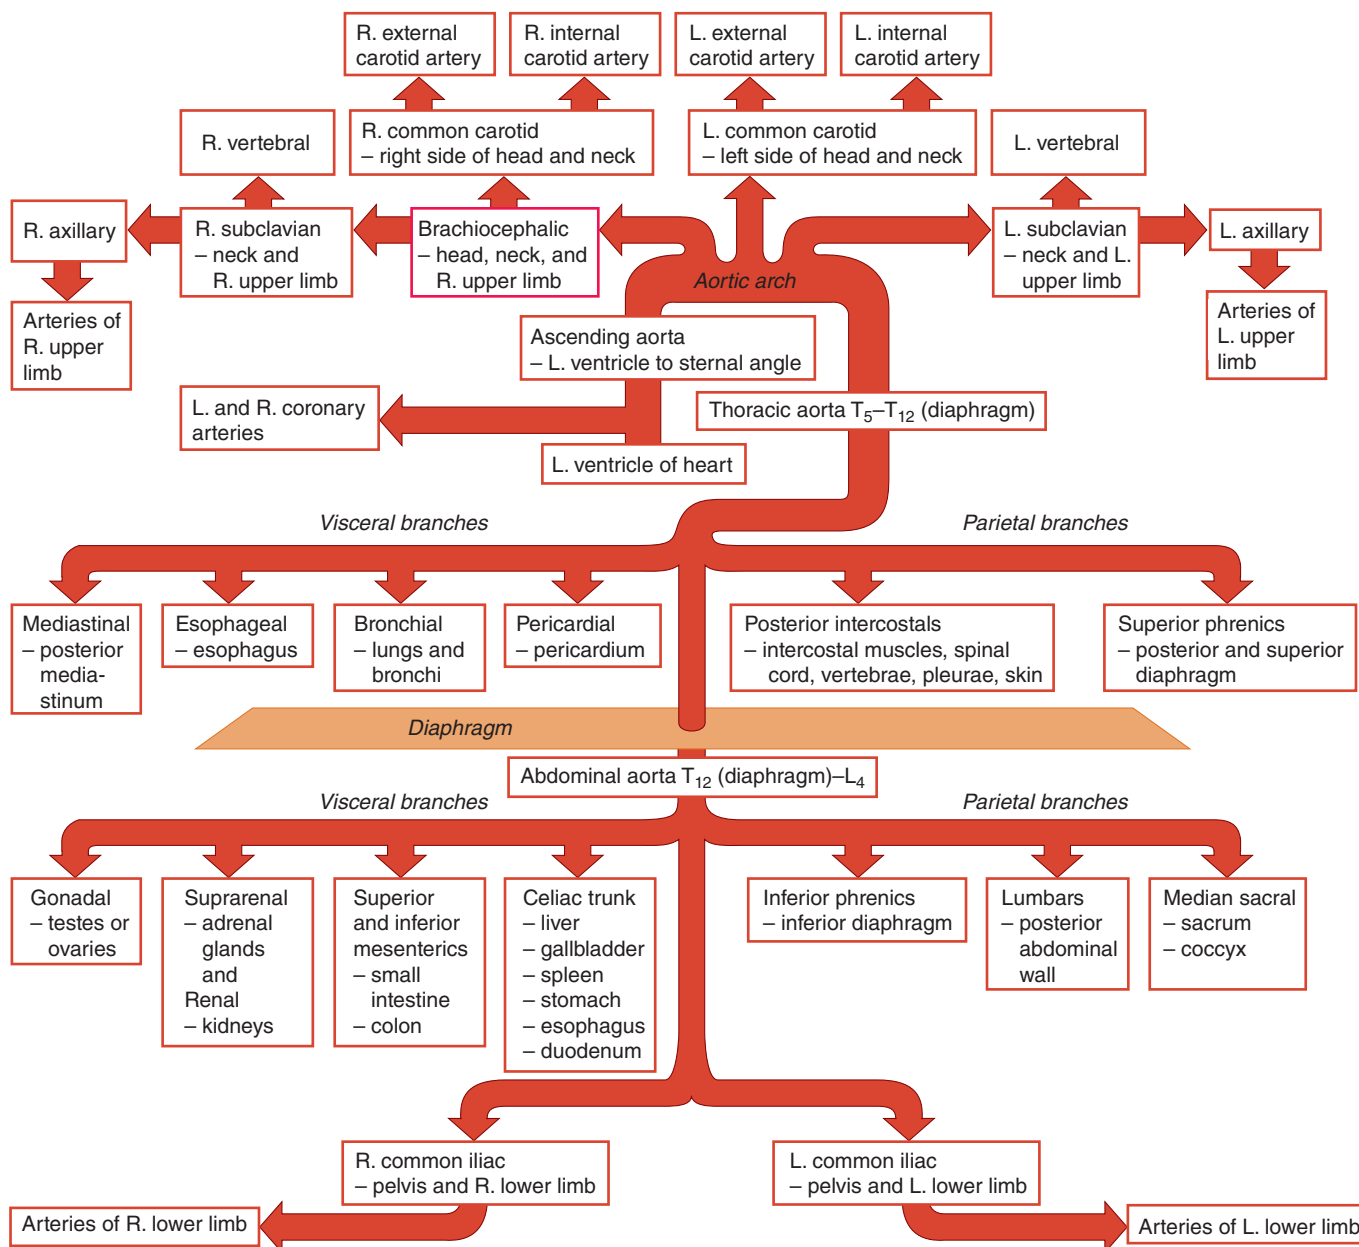 R. external
carotid artery
R. internal
carotid artery
L. external
carotid artery
L. internal
carotid artery
R. vertebral
R. common carotid
– right side of head and neck
L. common carotid
– left side of head and neck
L. vertebral
R. axillary
R. subclavian
– neck and
R. upper limb
Brachiocephalic
– head, neck, and
R. upper limb
Aortic arch
L. subclavian
– neck and L.
upper limb
L. axillary
Arteries of
R. upper
limb
Ascending aorta
– L. ventricle to sternal angle
Arteries of
L. upper
limb
L. and R. coronary
arteries
Thoracic aorta T5–T12 (diaphragm)
L. ventricle of heart
Visceral branches
Parietal branches
Mediastinal
– posterior
media-
stinum
Esophageal
– esophagus
Bronchial
– lungs and
bronchi
Pericardial
– pericardium
Posterior intercostals
– intercostal muscles, spinal
cord, vertebrae, pleurae, skin
Superior phrenics
– posterior and superior
diaphragm
Diaphragm
Abdominal aorta T12 (diaphragm)–L4
Visceral branches
Parietal branches
Gonadal
– testes or
ovaries
Suprarenal
– adrenal
glands
and
Renal
– kidneys
Superior
and inferior
mesenterics
– small
intestine
– colon
Celiac trunk
– liver
– gallbladder
– spleen
– stomach
– esophagus
– duodenum
Inferior phrenics
– inferior diaphragm
Lumbars
– posterior
abdominal
wall
Median sacral
– sacrum
– coccyx
R. common iliac
– pelvis and R. lower limb
L. common iliac
– pelvis and L. lower limb
Arteries of R. lower limb
Arteries of L. lower limb